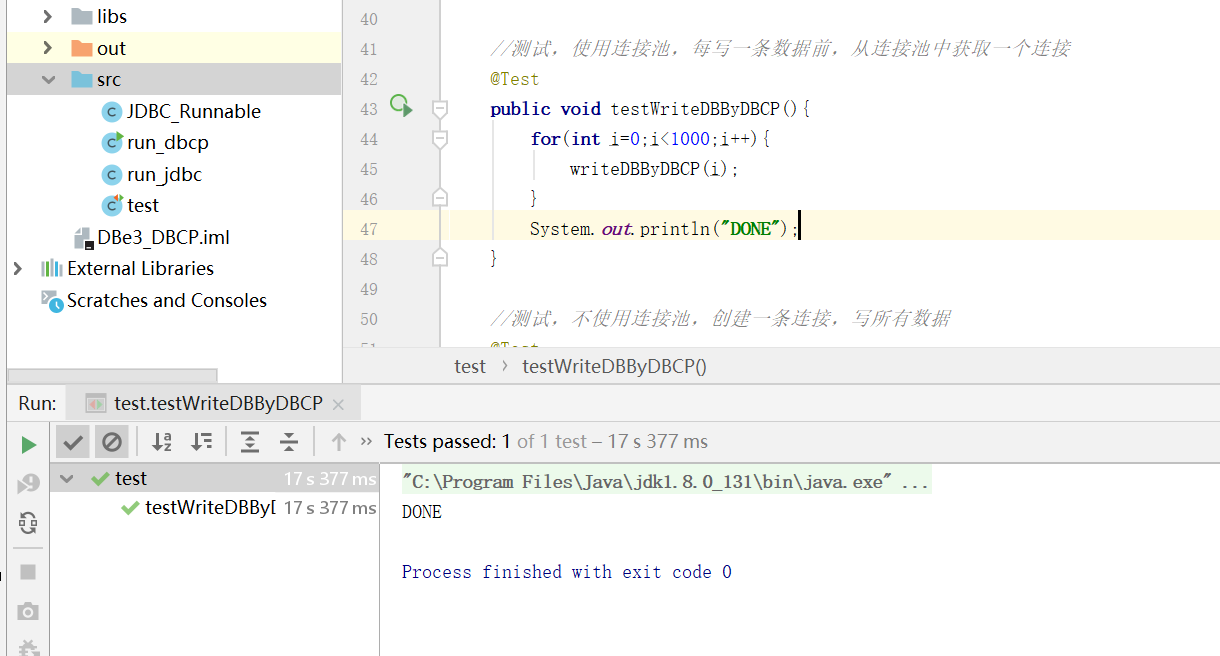 libs
out
src
JDBC_Runnable
run_dbcp
run_jdbc
test
DBe3_DBCP.iml
External Libraries
Scratches and Consoles
40
41 //测试，使用连接池，每写一条数据前，从连接池中获取一个连接
42 @Test
43 public void testWriteDBByDBCP(){
44 for(int i=0;i<1000;i++){
45 writeDBByDBCP(i);
46 }
47 System.out.println("DONE");
48 }
49
50 //测试，不使用连接池，创建一条连接，写所有数据
51 @Test
test › testWriteDBByDBCP()
Run: test.testWriteDBByDBCP
Tests passed: 1 of 1 test – 17 s 377 ms
test 17 s 377 ms
testWriteDBBy 17 s 377 ms
"C:\Program Files\Java\jdk1.8.0_131\bin\java.exe" ...
DONE
Process finished with exit code 0